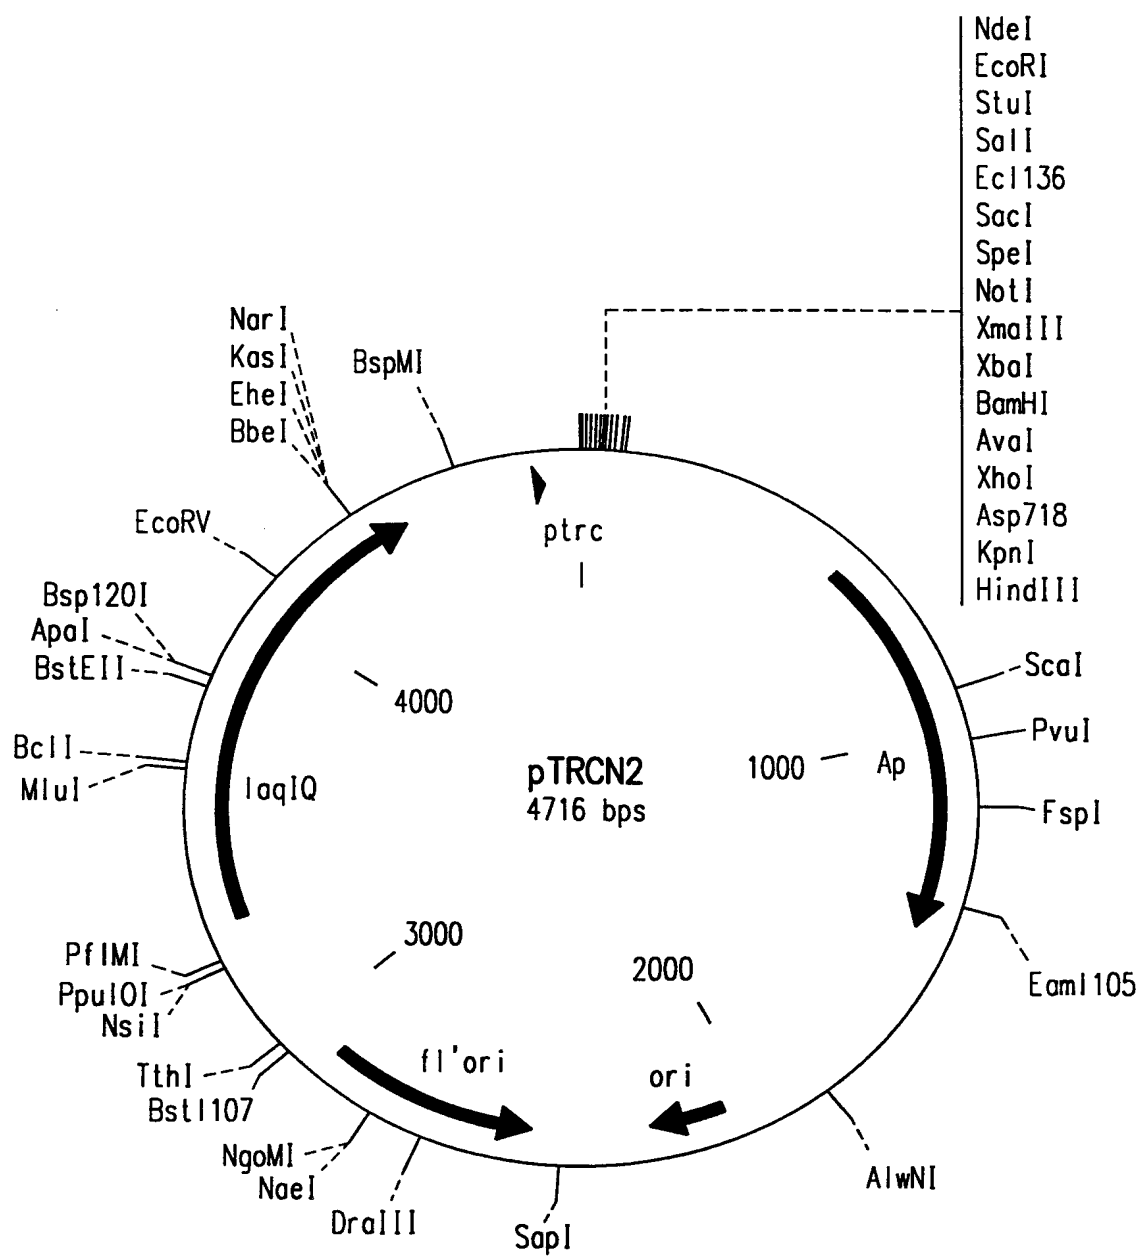 NdeI
EcoRI
StuI
SalI
Ecl136
SacI
SpeI
NotI
XmaIII
XbaI
BamHI
AvaI
XhoI
Asp718
KpnI
HindIII
NarI
KasI
EheI
BbeI
BspMI
EcoRV
ptrc
Bsp120I
ApaI
BstEII
ScaI
4000
PvuI
BclI
MluI
laqIQ
pTRCN2
4716 bps
1000
Ap
FspI
PflMI
Ppu10I
NsiI
3000
2000
Eam1105
TthI
Bst1107
fl'ori
ori
NgoMI
NaeI
DraIII
SapI
AlwNI